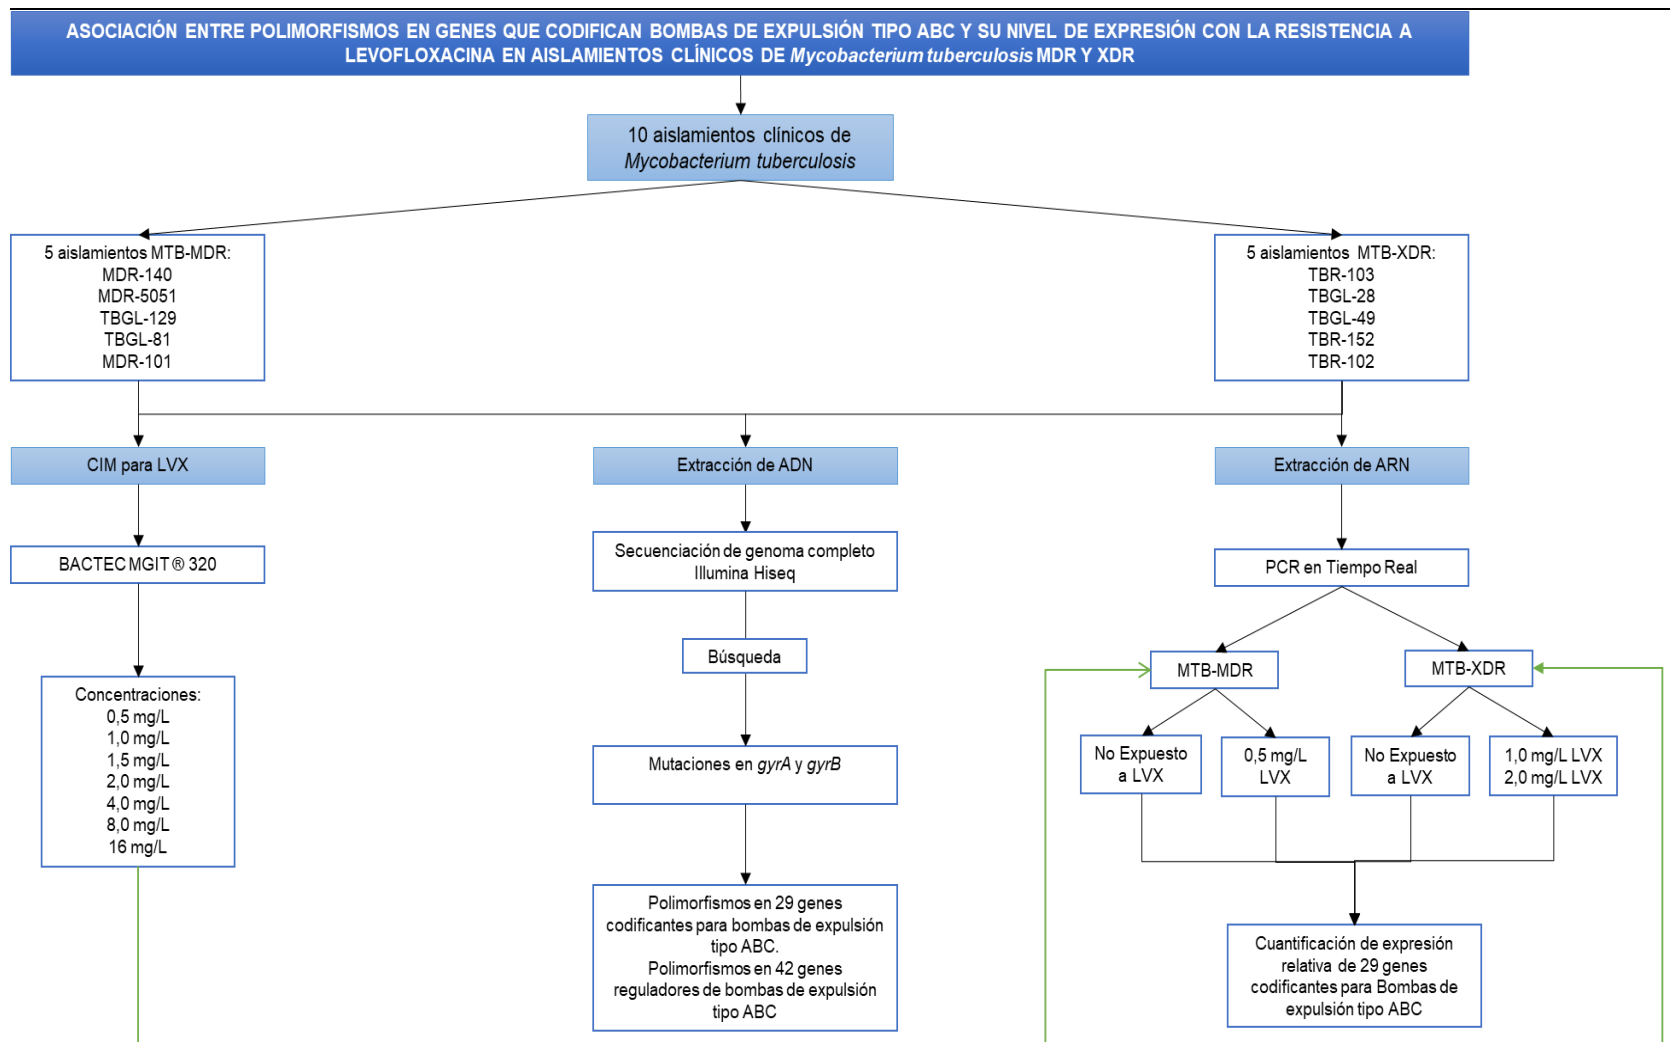 ASOCIACIÓN ENTRE POLIMORFISMOS EN GENES QUE CODIFICAN BOMBAS DE EXPULSIÓN TIPO ABC Y SU NIVEL DE EXPRESIÓN CON LA RESISTENCIA A
LEVOFLOXACINA EN AISLAMIENTOS CLÍNICOS DE Mycobacterium tuberculosis MDR Y XDR
10 aislamientos clínicos de
Mycobacterium tuberculosis
5 aislamientos MTB-MDR:
MDR-140
MDR-5051
TBGL-129
TBGL-81
MDR-101
5 aislamientos MTB-XDR:
TBR-103
TBGL-28
TBGL-49
TBR-152
TBR-102
CIM para LVX
Extracción de ADN
Extracción de ARN
BACTEC MGIT ® 320
Secuenciación de genoma completo
Illumina Hiseq
PCR en Tiempo Real
Búsqueda
MTB-MDR
MTB-XDR
Concentraciones:
0,5 mg/L
1,0 mg/L
1,5 mg/L
2,0 mg/L
4,0 mg/L
8,0 mg/L
16 mg/L
Mutaciones en gyrA y gyrB
No Expuesto
a LVX
0,5 mg/L
LVX
No Expuesto
a LVX
1,0 mg/L LVX
2,0 mg/L LVX
Polimorfismos en 29 genes
codificantes para bombas de expulsión
tipo ABC.
Polimorfismos en 42 genes
reguladores de bombas de expulsión
tipo ABC
Cuantificación de expresión
relativa de 29 genes
codificantes para Bombas de
expulsión tipo ABC